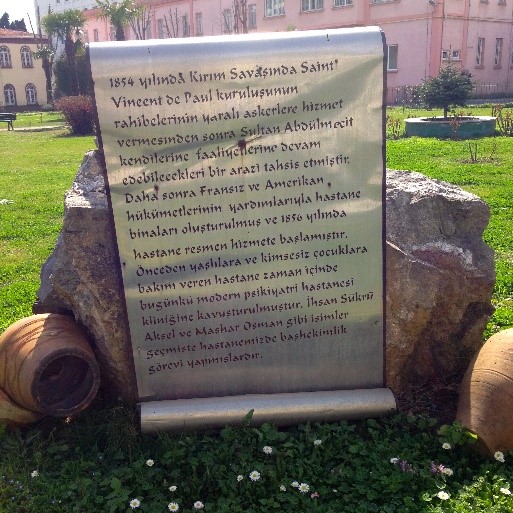 1854 yılında Kırım Savaşında Saint
Vincent de Paul kuruluşunun
rahibelerinin yaralı askerlere hizmet
vermesinden sonra Sultan Abdülmecit
kendilerine faaliyetlerine devam
edebilecekleri bir arazi tahsis etmiştir.
Daha sonra Fransız ve Amerikan
hükümetlerinin yardımlarıyla hastane
binaları oluşturulmuş ve 1856 yılında
hastane resmen hizmete başlamıştır.
Önceden yaşlılara ve kimsesiz çocuklara
bakım veren hastane zaman içinde
bugünkü modern psikiyatri hastanesi
kliniğine kavuşturulmuştur. İhsan Şükrü
Aksel ve Mashar Osman gibi isimler
geçmişte hastanemizde başhekimlik
görevi yapmışlardır.